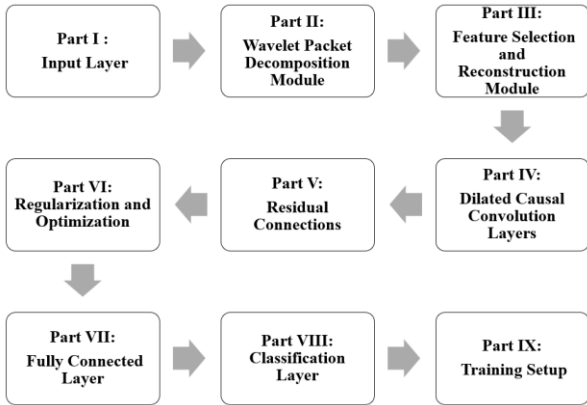 Part I :
Input Layer
Part II:
Wavelet Packet
Decomposition Module
Part III:
Feature Selection
and
Reconstruction
Module
Part IV:
Dilated Causal
Convolution
Layers
Part V:
Residual
Connections
Part VI:
Regularization and
Optimization
Part VII:
Fully Connected
Layer
Part VIII:
Classification
Layer
Part IX:
Training Setup